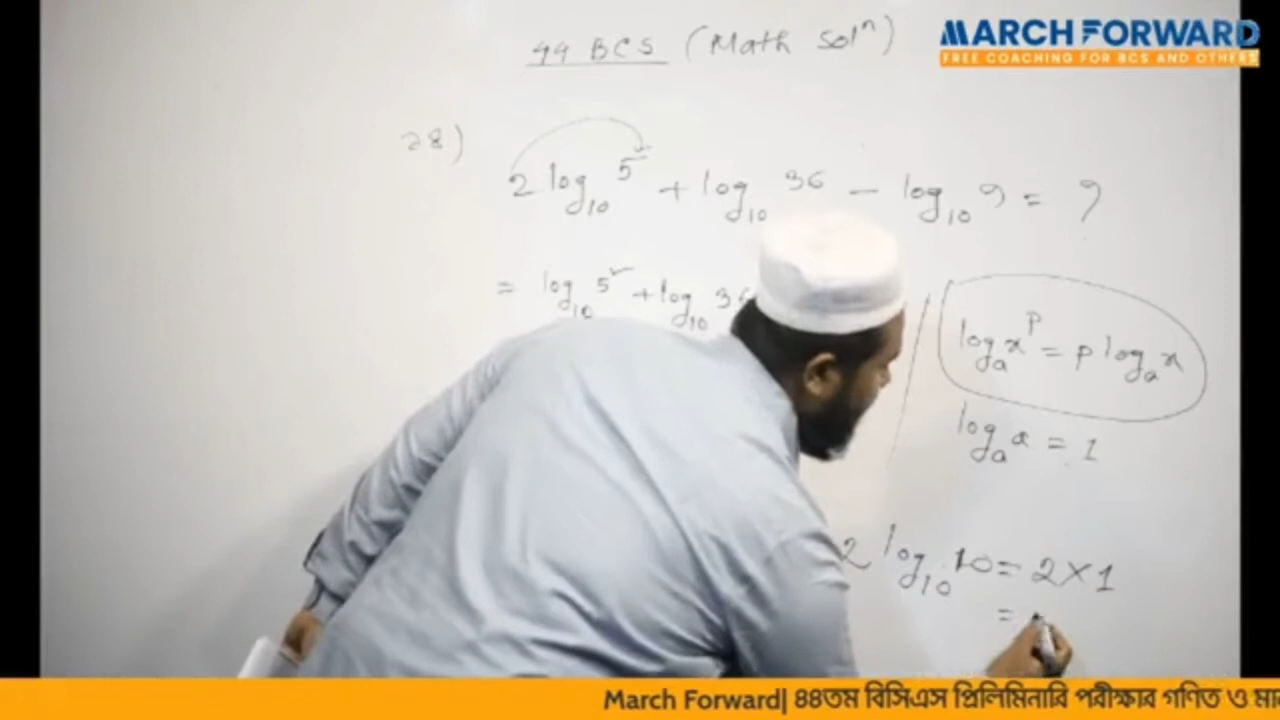 44 BCS (Math Solⁿ)
MARCH FORWARD
FREE COACHING FOR BCS AND OTHERS
২৪)
2 log₁₀ 5 + log₁₀ 36 − log₁₀ 9 = ?
= log₁₀ 5² + log₁₀ 36
logₐ xᴾ = p logₐ x
logₐ a = 1
2 log₁₀ 10 = 2 × 1
=
March Forward| ৪৪তম বিসিএস প্রিলিমিনারি পরীক্ষার গণিত ও